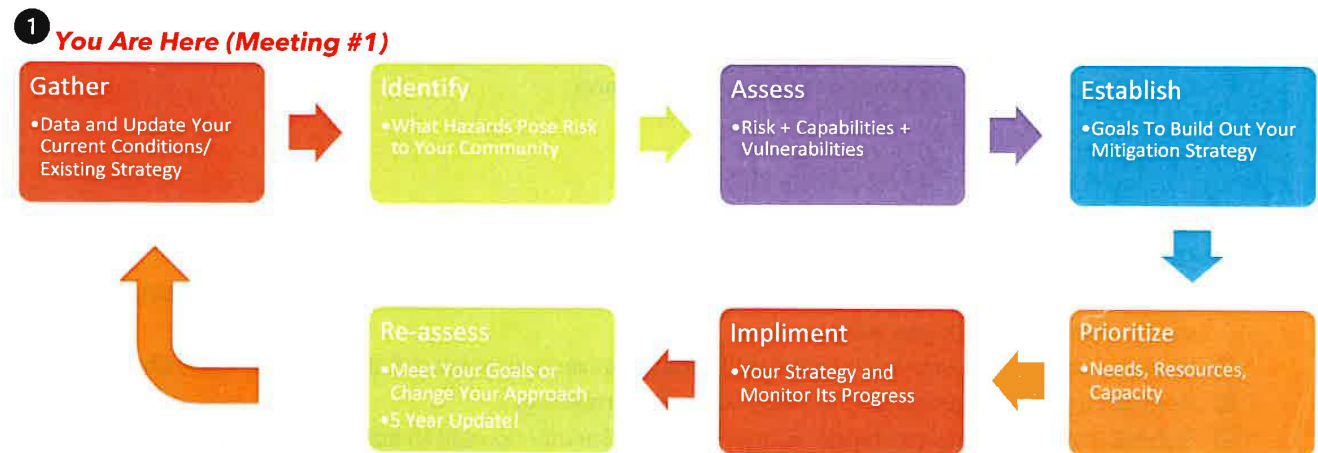 1
You Are Here (Meeting #1)
Gather
•Data and Update Your
Current Conditions/
Existing Strategy
Identify
•What Hazards Pose Risk
to Your Community
Assess
•Risk + Capabilities +
Vulnerabilities
Establish
•Goals To Build Out Your
Mitigation Strategy
Prioritize
•Needs, Resources,
Capacity
Impliment
•Your Strategy and
Monitor Its Progress
Re-assess
•Meet Your Goals or
Change Your Approach
•5 Year Update!